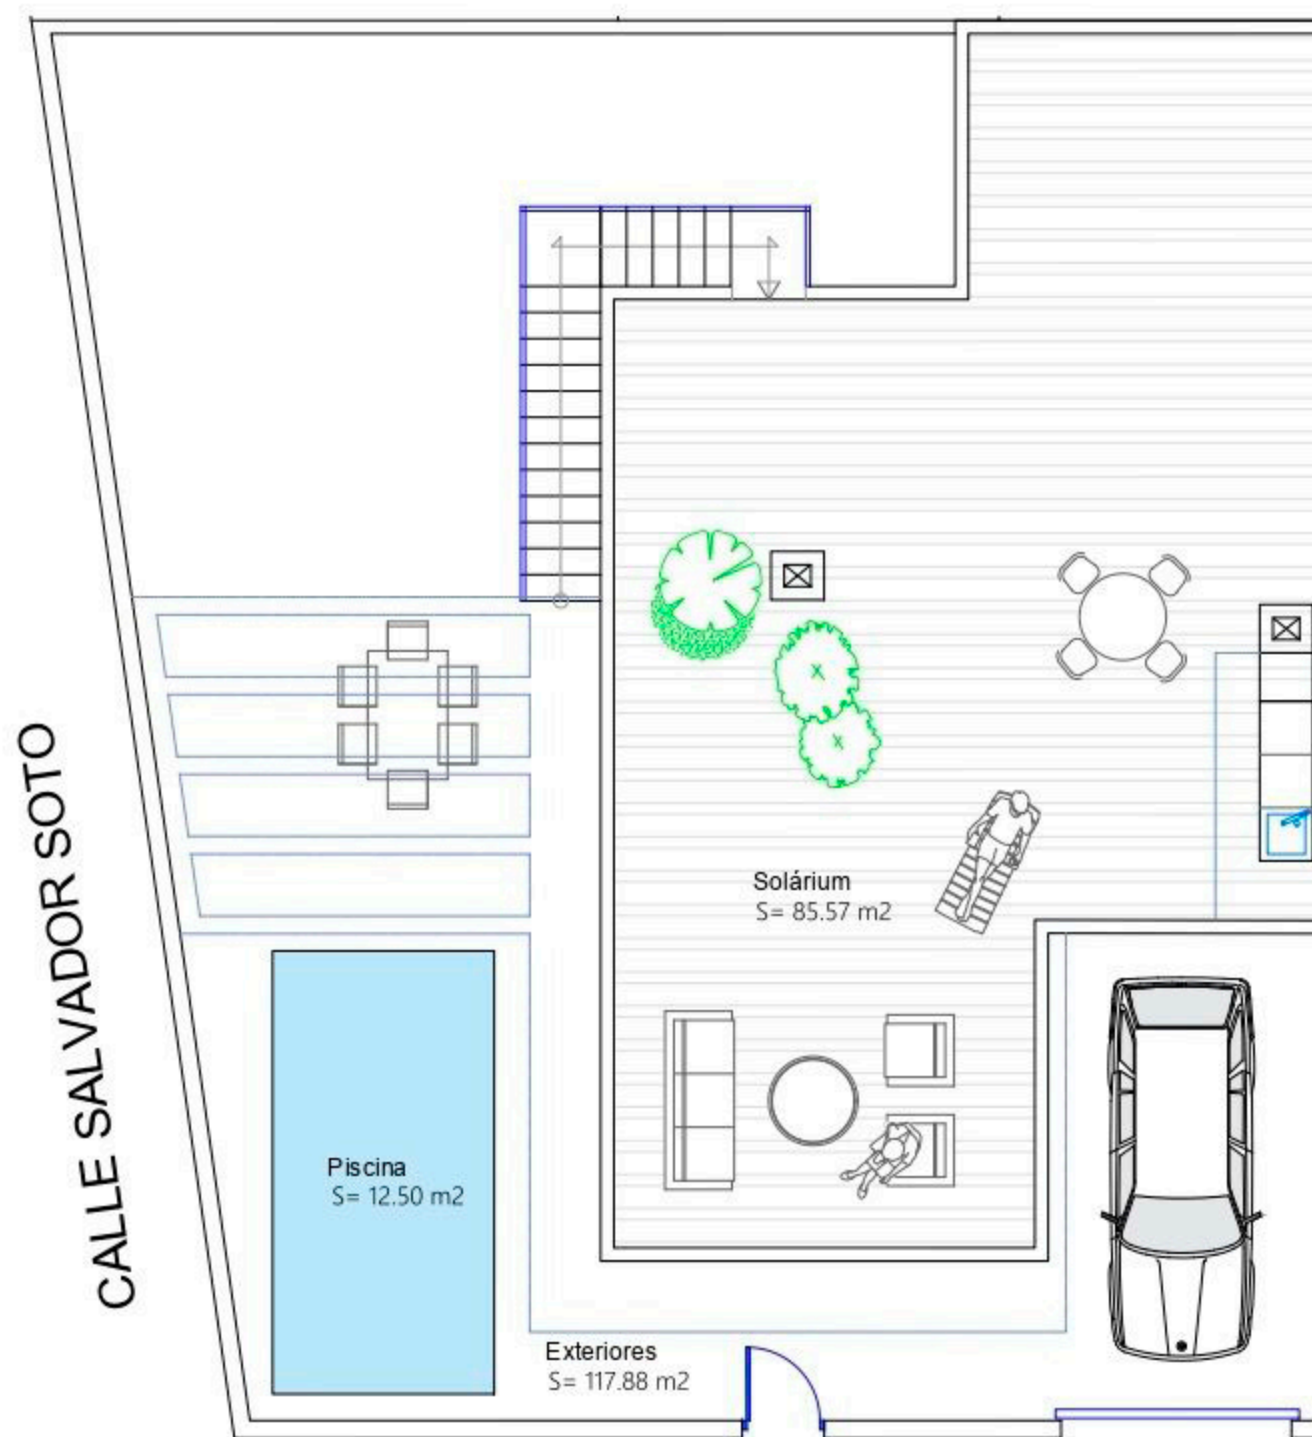 CALLE SALVADOR SOTO
Solárium
S= 85.57 m2
Piscina
S= 12.50 m2
Exteriores
S= 117.88 m2